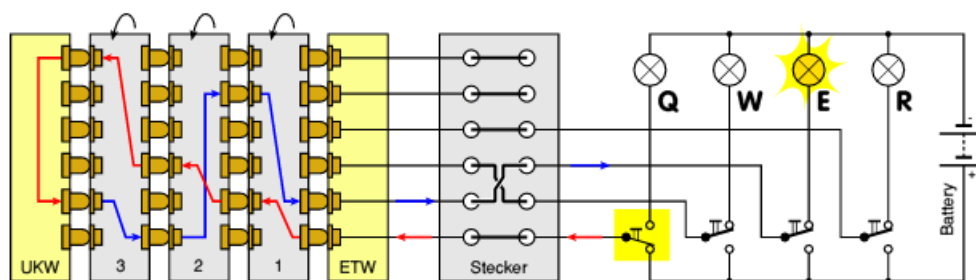 Q W E R
- 
+
Battery
UKW 3 2 1 ETW Stecker